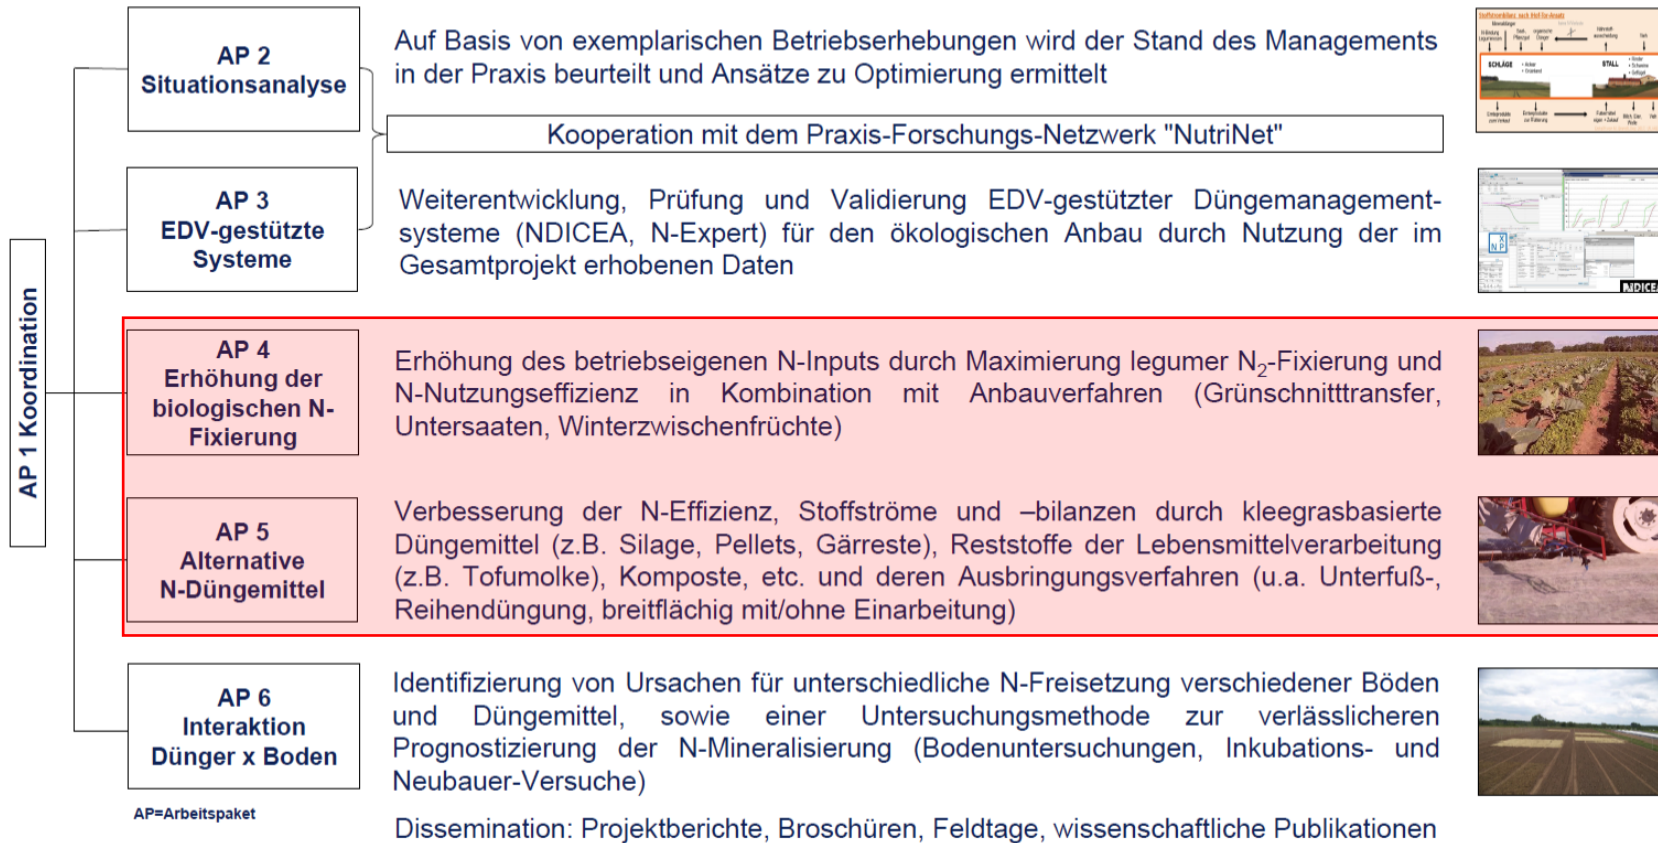 AP 1 Koordination
AP 2
Situationsanalyse
Auf Basis von exemplarischen Betriebserhebungen wird der Stand des Managements
in der Praxis beurteilt und Ansätze zu Optimierung ermittelt
Kooperation mit dem Praxis-Forschungs-Netzwerk "NutriNet"
AP 3
EDV-gestützte
Systeme
Weiterentwicklung, Prüfung und Validierung EDV-gestützter Düngemanagement-
systeme (NDICEA, N-Expert) für den ökologischen Anbau durch Nutzung der im
Gesamtprojekt erhobenen Daten
AP 4
Erhöhung der
biologischen N-
Fixierung
Erhöhung des betriebseigenen N-Inputs durch Maximierung legumer N₂-Fixierung und
N-Nutzungseffizienz in Kombination mit Anbauverfahren (Grünschnitttransfer,
Untersaaten, Winterzwischenfrüchte)
AP 5
Alternative
N-Düngemittel
Verbesserung der N-Effizienz, Stoffströme und –bilanzen durch kleegrasbasierte
Düngemittel (z.B. Silage, Pellets, Gärreste), Reststoffe der Lebensmittelverarbeitung
(z.B. Tofumolke), Komposte, etc. und deren Ausbringungsverfahren (u.a. Unterfuß-,
Reihendüngung, breitflächig mit/ohne Einarbeitung)
AP 6
Interaktion
Dünger x Boden
Identifizierung von Ursachen für unterschiedliche N-Freisetzung verschiedener Böden
und Düngemittel, sowie einer Untersuchungsmethode zur verlässlicheren
Prognostizierung der N-Mineralisierung (Bodenuntersuchungen, Inkubations- und
Neubauer-Versuche)
AP=Arbeitspaket
Dissemination: Projektberichte, Broschüren, Feldtage, wissenschaftliche Publikationen
SCHLÄGE
STALL
NDICEA